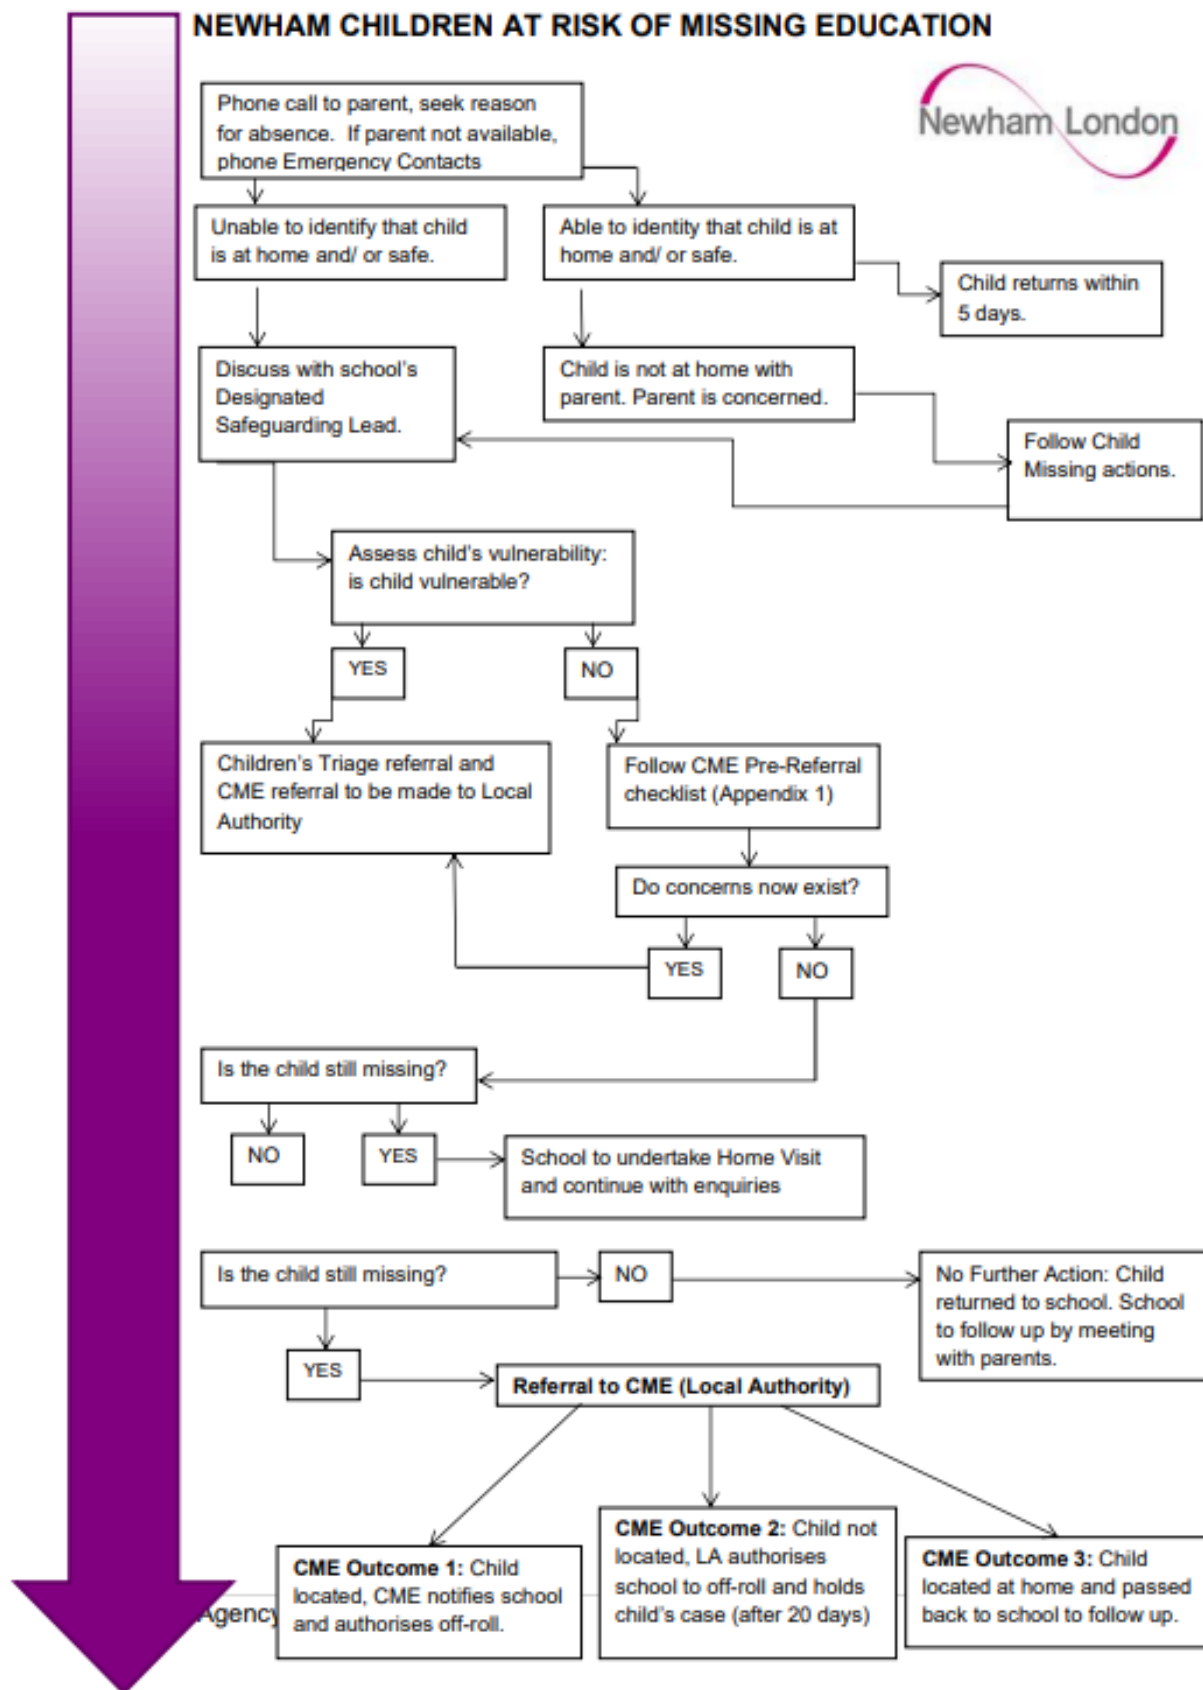 NEWHAM CHILDREN AT RISK OF MISSING EDUCATION
Newham London
Phone call to parent, seek reason
for absence. If parent not available,
phone Emergency Contacts
Unable to identify that child
is at home and/ or safe.
Able to identity that child is at
home and/ or safe.
Child returns within
5 days.
Discuss with school's
Designated
Safeguarding Lead.
Child is not at home with
parent. Parent is concerned.
Follow Child
Missing actions.
Assess child's vulnerability:
is child vulnerable?
YES
NO
Children's Triage referral and
CME referral to be made to Local
Authority
Follow CME Pre-Referral
checklist (Appendix 1)
Do concerns now exist?
YES
NO
Is the child still missing?
NO
YES
School to undertake Home Visit
and continue with enquiries
Is the child still missing?
NO
No Further Action: Child
returned to school. School
to follow up by meeting
with parents.
YES
Referral to CME (Local Authority)
CME Outcome 1: Child
located, CME notifies school
and authorises off-roll.
CME Outcome 2: Child not
located, LA authorises
school to off-roll and holds
child's case (after 20 days)
CME Outcome 3: Child
located at home and passed
back to school to follow up.
Agency